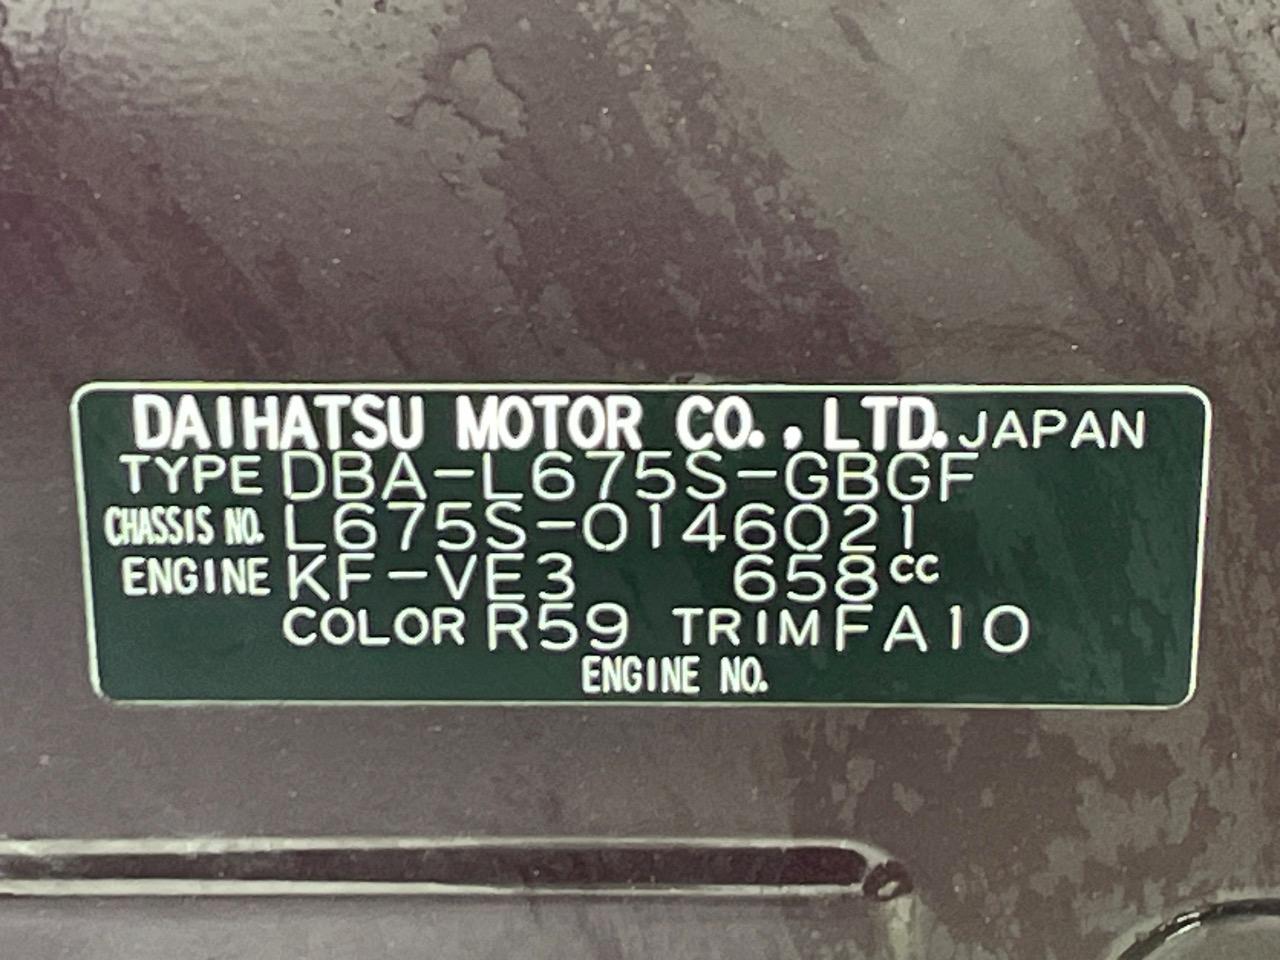 DAIHATSU MOTOR CO., LTD. JAPAN
TYPE DBA-L675S-GBGF
CHASSIS NO. L675S-0146021
ENGINE KF-VE3 658cc
COLOR R59 TRIM FA10
ENGINE NO.